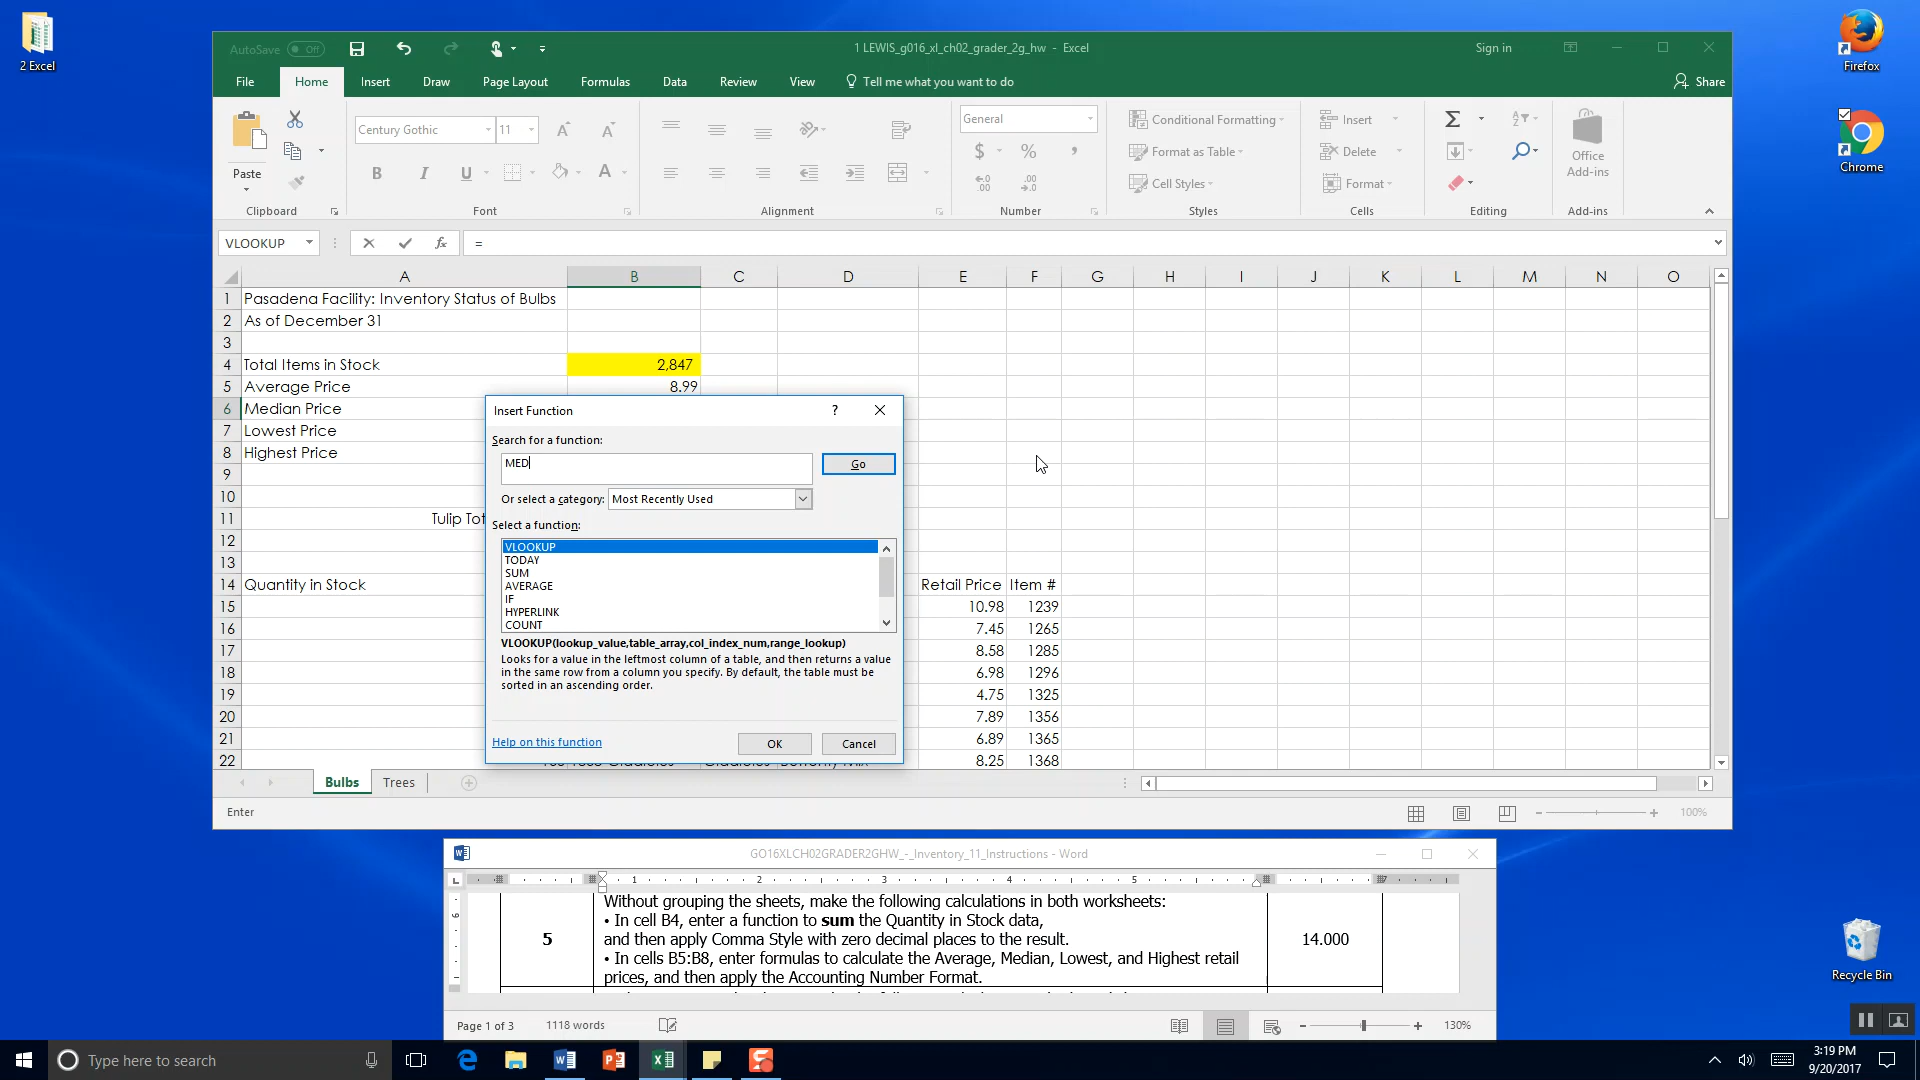 2 Excel
AutoSave Off
1 LEWIS_g016_xl_ch02_grader_2g_hw - Excel
Sign in
File Home Insert Draw Page Layout Formulas Data Review View Tell me what you want to do Share
Paste
Century Gothic 11
B I U A
General
$ % ,
Conditional Formatting
Format as Table
Cell Styles
Insert
Delete
Format
Office
Add-ins
Clipboard Font Alignment Number Styles Cells Editing Add-ins
VLOOKUP fx =
A B C D E F G H I J K L M N O
1 Pasadena Facility: Inventory Status of Bulbs
2 As of December 31
3
4 Total Items in Stock 2,847
5 Average Price 8.99
6 Median Price
7 Lowest Price
8 Highest Price
9
10
11 Tulip Tot
12
13
14 Quantity in Stock Retail Price Item #
15 10.98 1239
16 7.45 1265
17 8.58 1285
18 6.98 1296
19 4.75 1325
20 7.89 1356
21 6.89 1365
22 8.25 1368
Insert Function ?
Search for a function:
MED
Go
Or select a category: Most Recently Used
Select a function:
VLOOKUP
TODAY
SUM
AVERAGE
IF
HYPERLINK
COUNT
VLOOKUP(lookup_value,table_array,col_index_num,range_lookup)
Looks for a value in the leftmost column of a table, and then returns a value
in the same row from a column you specify. By default, the table must be
sorted in an ascending order.
Help on this function
OK Cancel
Bulbs Trees
Enter
100%
GO16XLCH02GRADER2GHW_-_Inventory_11_Instructions - Word
1 2 3 4 5
5
Without grouping the sheets, make the following calculations in both worksheets:
• In cell B4, enter a function to sum the Quantity in Stock data,
and then apply Comma Style with zero decimal places to the result.
• In cells B5:B8, enter formulas to calculate the Average, Median, Lowest, and Highest retail
prices, and then apply the Accounting Number Format.
14.000
Page 1 of 3 1118 words
130%
Firefox
Chrome
Recycle Bin
Type here to search
3:19 PM
9/20/2017